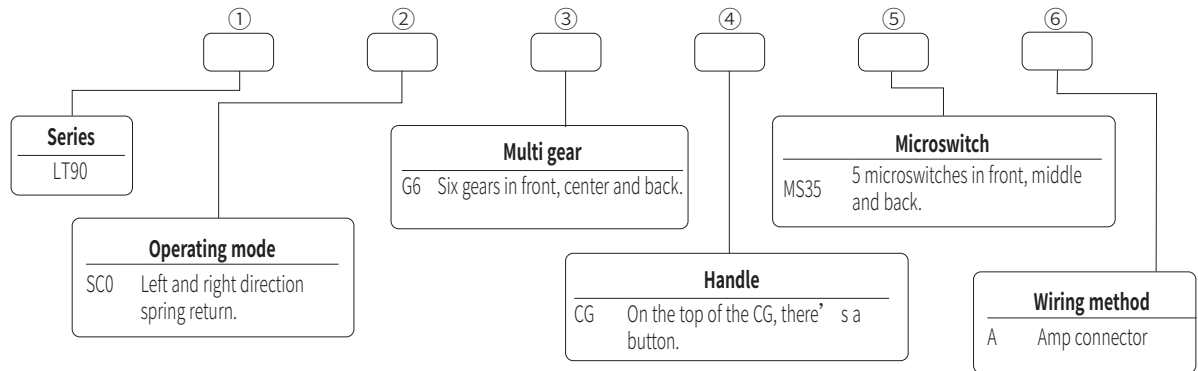 ① ② ③ ④ ⑤ ⑥
Series
LT90
Operating mode
SC0 Left and right direction
spring return.
Multi gear
G6 Six gears in front, center and back.
Handle
CG On the top of the CG, there’ s a
button.
Microswitch
MS35 5 microswitches in front, middle
and back.
Wiring method
A Amp connector